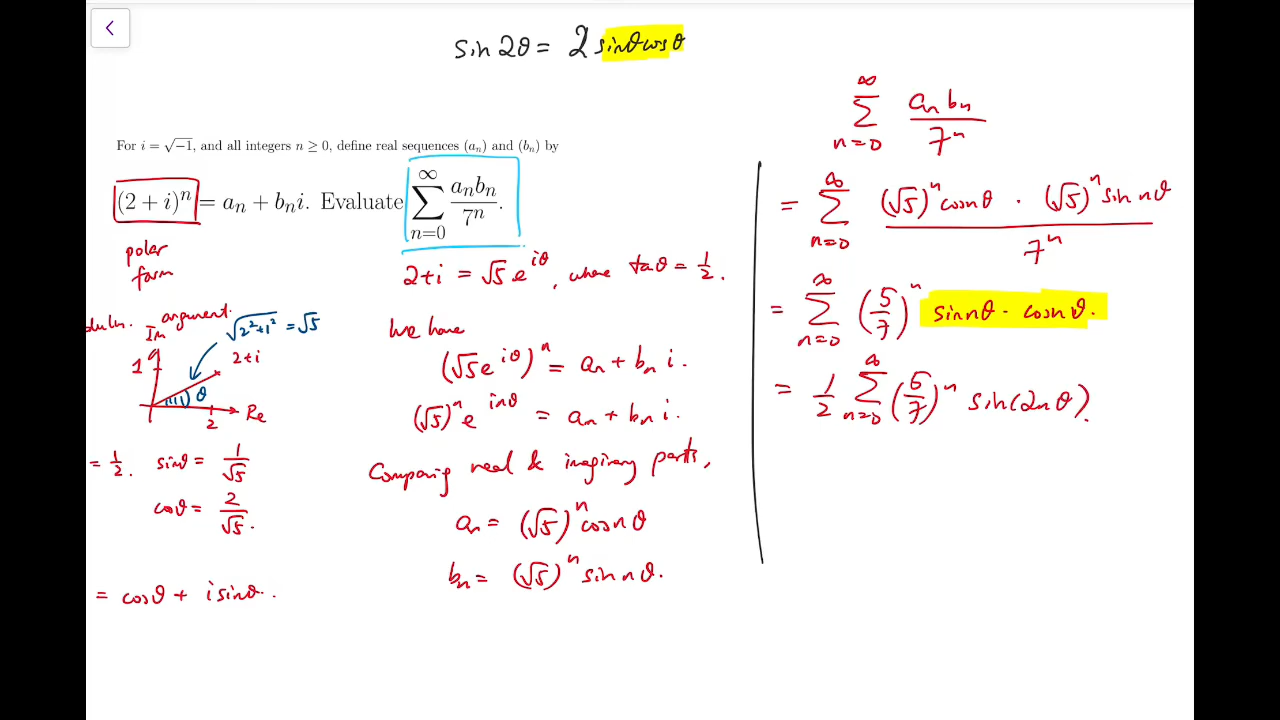 sin 2θ = 2 sinθ cosθ
For i = √−1, and all integers n ≥ 0, define real sequences (aₙ) and (bₙ) by
(2 + i)ⁿ = aₙ + bₙi. Evaluate ∑_{n=0}^{∞} aₙbₙ/7ⁿ.
polar
form
argument.
Im
√(2²+1²) = √5
2+i
1
θ
Re
2
= 1/2. sinθ = 1/√5
cosθ = 2/√5.
= cosθ + i sinθ.
2+i = √5 e^{iθ}, where tanθ = 1/2.
We have
(√5 e^{iθ})ⁿ = aₙ + bₙ i.
(√5)ⁿ e^{inθ} = aₙ + bₙ i.
Comparing real & imaginary parts,
aₙ = (√5)ⁿ cos nθ
bₙ = (√5)ⁿ sin nθ.
∑_{n=0}^{∞} aₙ bₙ/7ⁿ
= ∑_{n=0}^{∞} (√5)ⁿ cos nθ · (√5)ⁿ sin nθ / 7ⁿ
= ∑_{n=0}^{∞} (5/7)ⁿ sin nθ · cos nθ.
= 1/2 ∑_{n=0}^{∞} (5/7)ⁿ sin(2nθ).